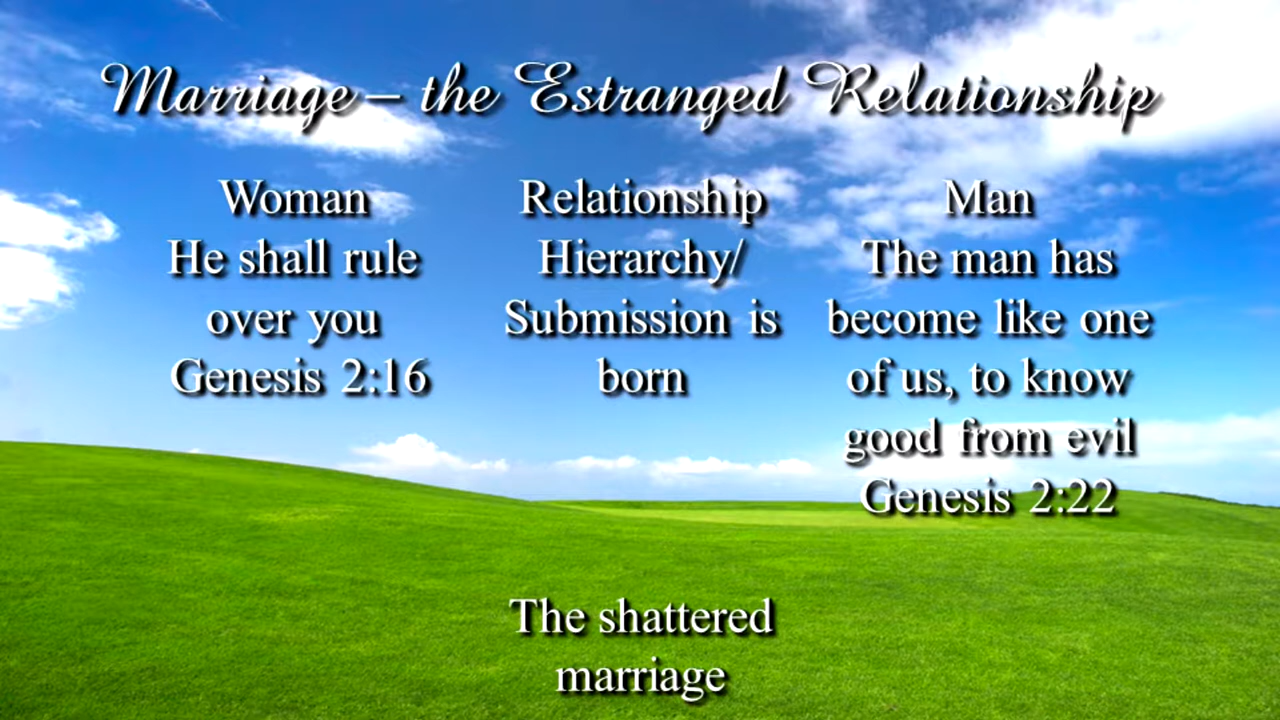 Marriage – the Estranged Relationship
Woman
He shall rule
over you
Genesis 2:16
Relationship
Hierarchy/
Submission is
born
Man
The man has
become like one
of us, to know
good from evil
Genesis 2:22
The shattered
marriage